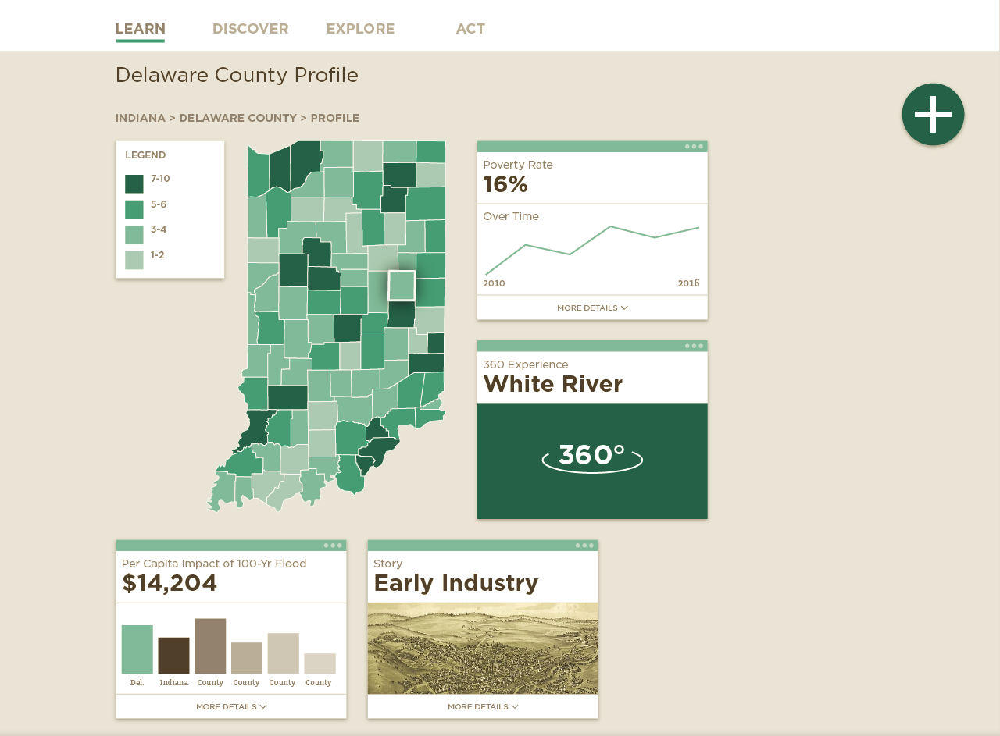 LEARN DISCOVER EXPLORE ACT
Delaware County Profile
INDIANA > DELAWARE COUNTY > PROFILE
LEGEND
7-10
5-6
3-4
1-2
Poverty Rate
16%
Over Time
2010 2016
MORE DETAILS
360 Experience
White River
360°
Per Capita Impact of 100-Yr Flood
$14,204
Del. Indiana County County County County
MORE DETAILS
Story
Early Industry
MORE DETAILS